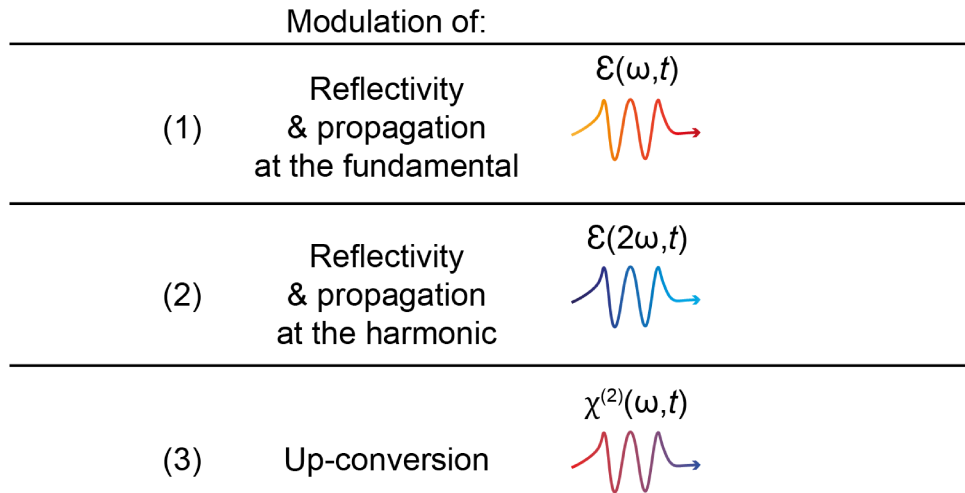 Modulation of:
(1)
Reflectivity
& propagation
at the fundamental
Ɛ(ω,t)
(2)
Reflectivity
& propagation
at the harmonic
Ɛ(2ω,t)
(3)
Up-conversion
χ⁽²⁾(ω,t)